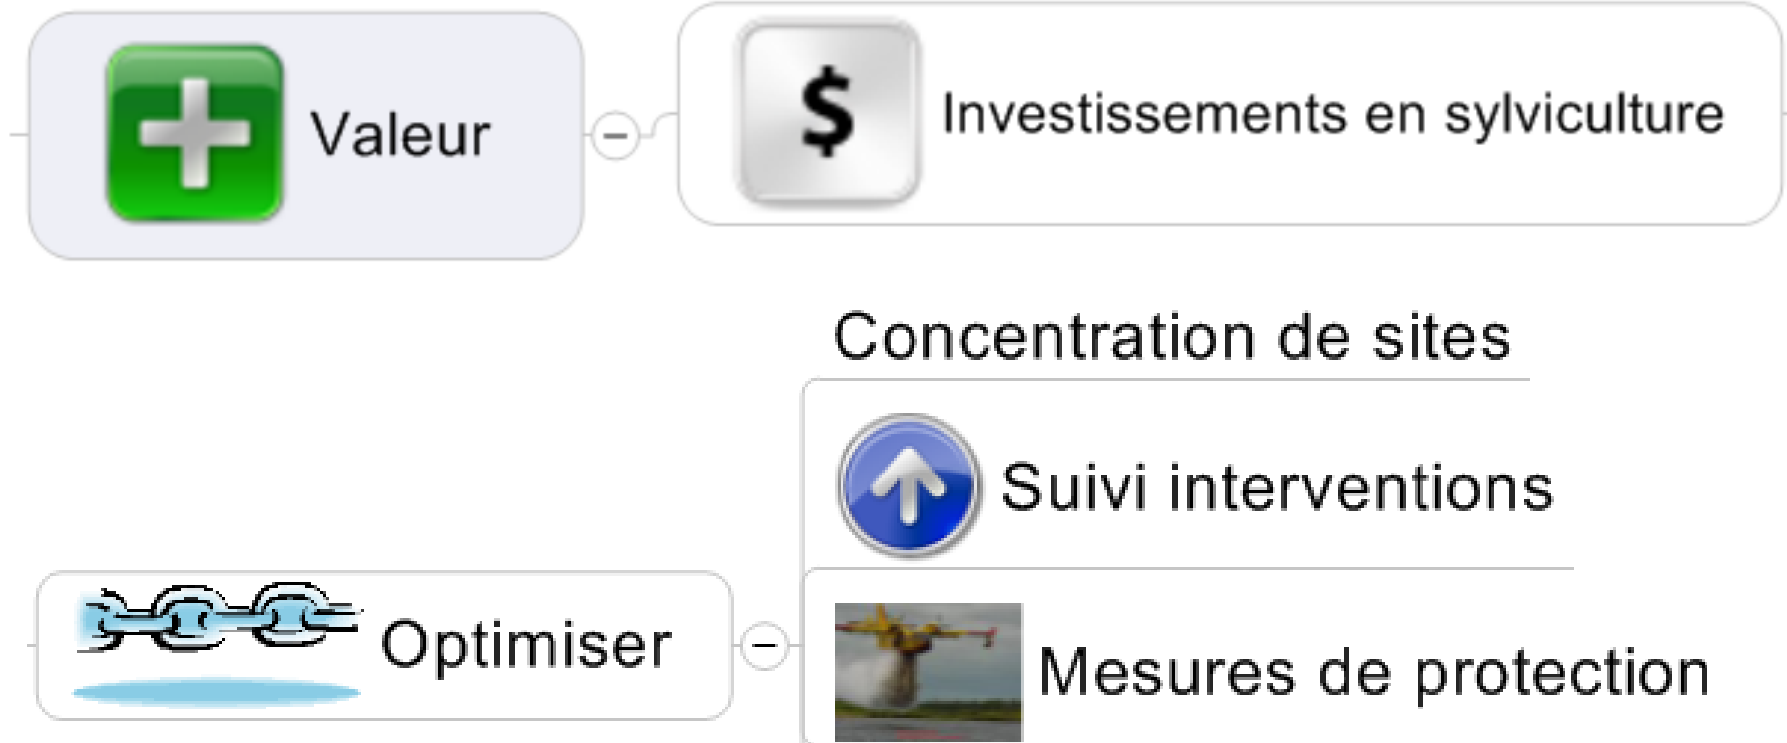 Valeur
$
Investissements en sylviculture
Concentration de sites
Suivi interventions
Optimiser
Mesures de protection